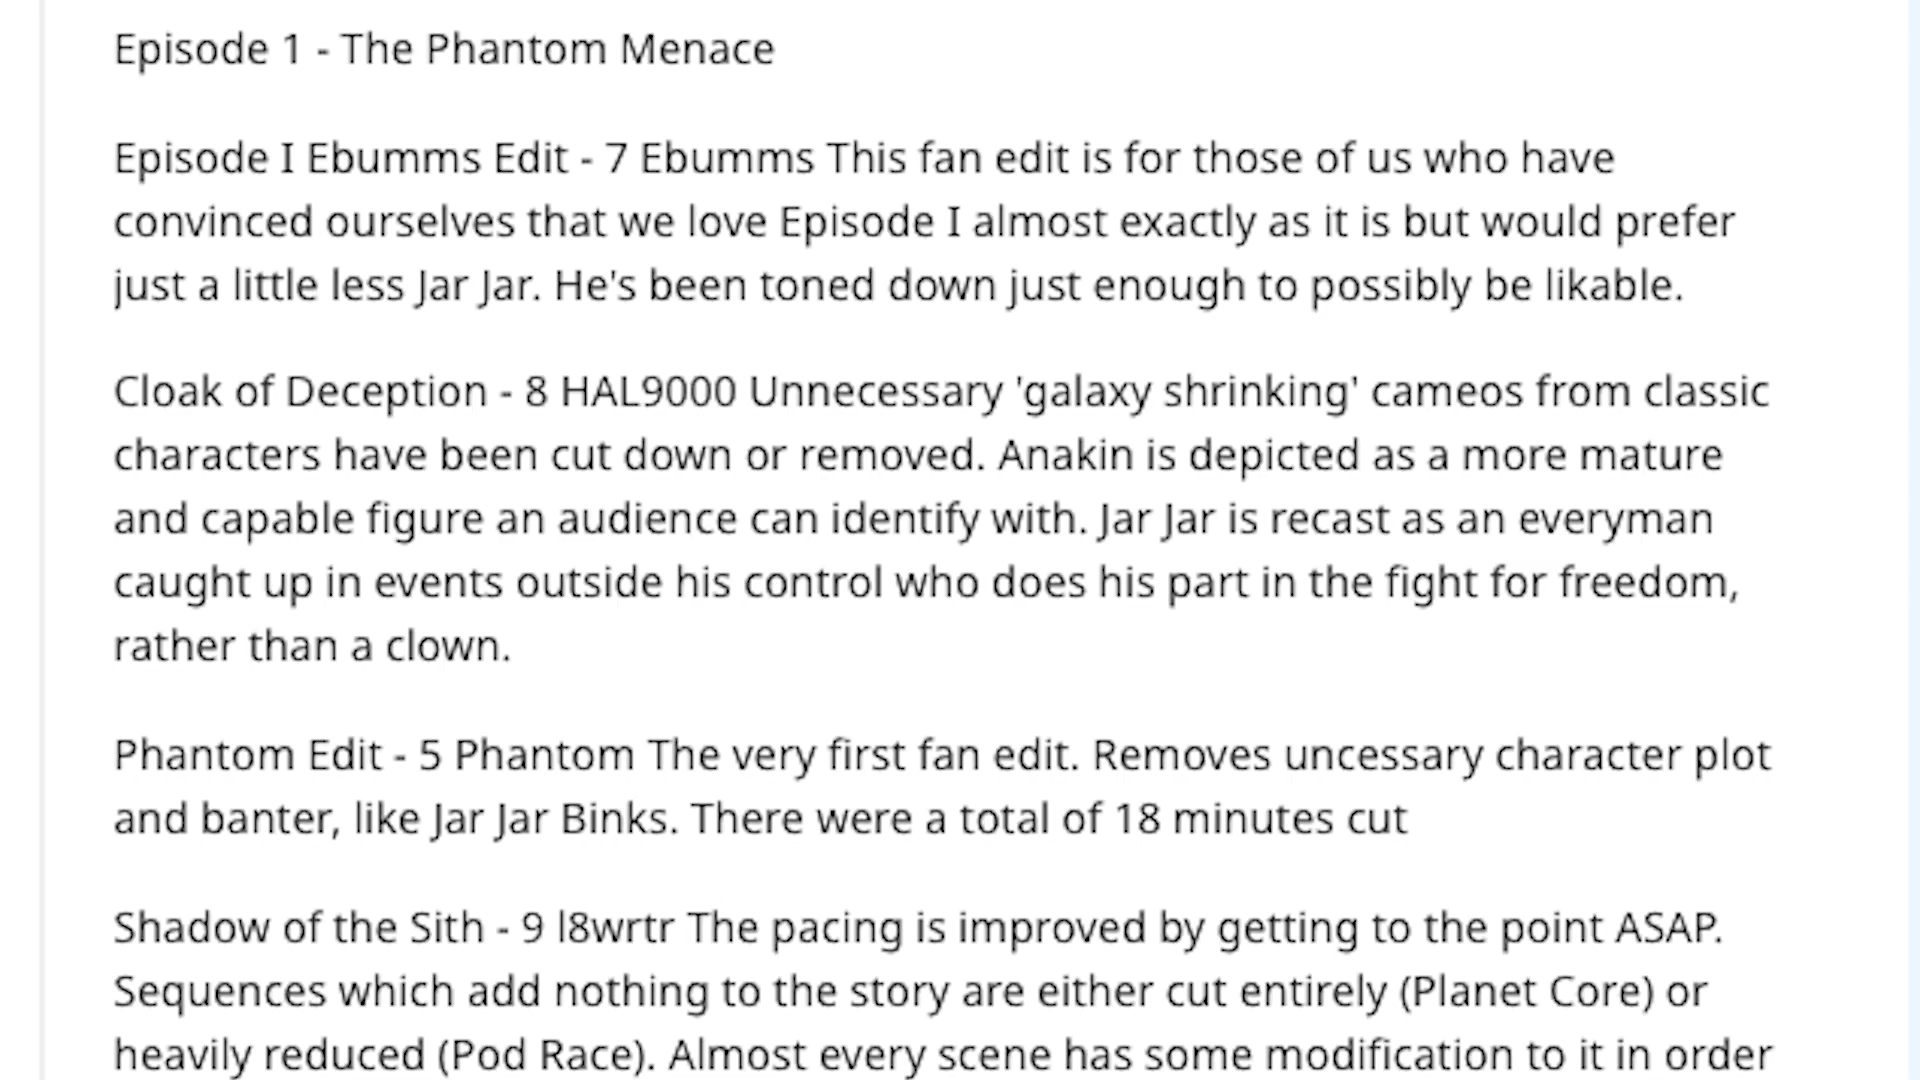 Episode 1 - The Phantom Menace
Episode I Ebumms Edit - 7 Ebumms This fan edit is for those of us who have
convinced ourselves that we love Episode I almost exactly as it is but would prefer
just a little less Jar Jar. He's been toned down just enough to possibly be likable.
Cloak of Deception - 8 HAL9000 Unnecessary 'galaxy shrinking' cameos from classic
characters have been cut down or removed. Anakin is depicted as a more mature
and capable figure an audience can identify with. Jar Jar is recast as an everyman
caught up in events outside his control who does his part in the fight for freedom,
rather than a clown.
Phantom Edit - 5 Phantom The very first fan edit. Removes uncessary character plot
and banter, like Jar Jar Binks. There were a total of 18 minutes cut
Shadow of the Sith - 9 l8wrtr The pacing is improved by getting to the point ASAP.
Sequences which add nothing to the story are either cut entirely (Planet Core) or
heavily reduced (Pod Race). Almost every scene has some modification to it in order